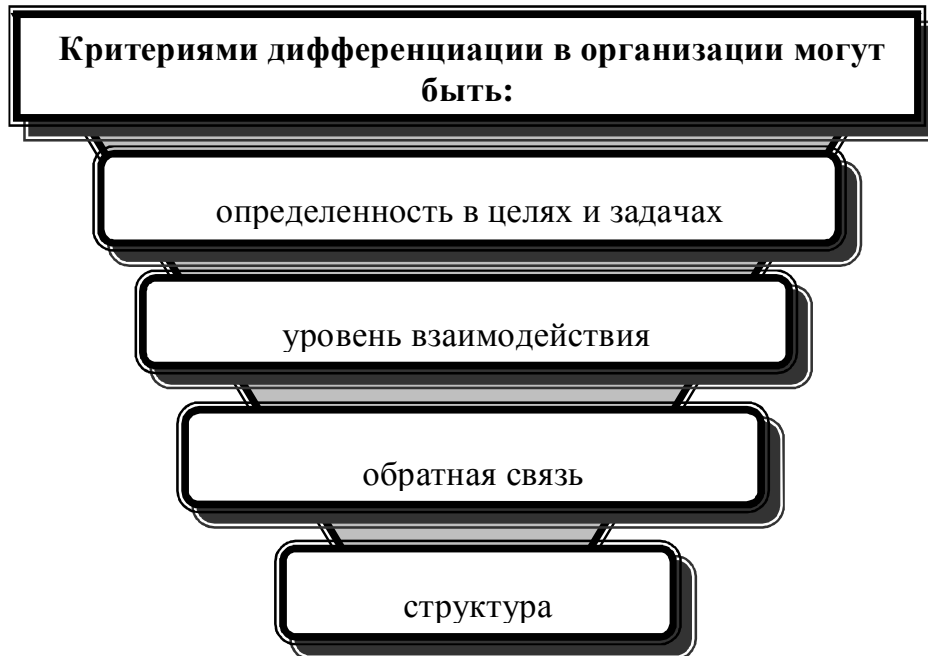 Критериями дифференциации в организации могут
быть:
определенность в целях и задачах
уровень взаимодействия
обратная связь
структура